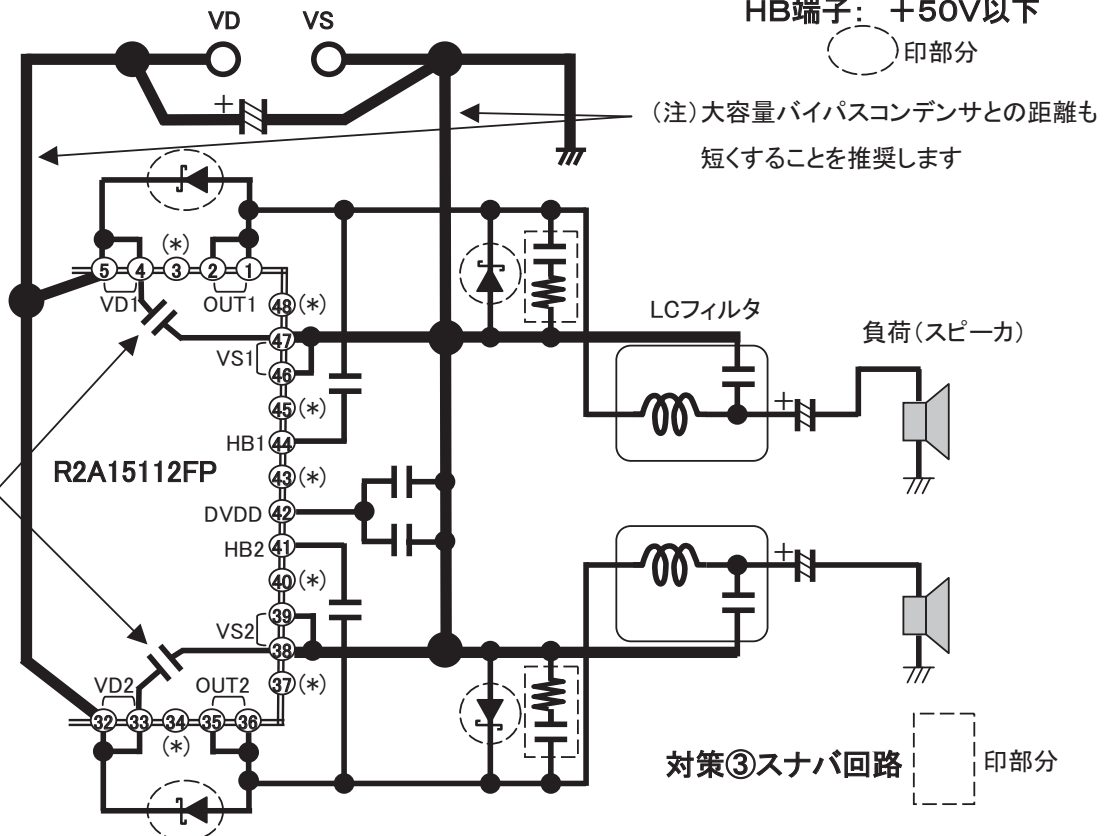 HB端子： ＋50V以下
印部分
VD
VS
+
（注）大容量バイパスコンデンサとの距離も
短くすることを推奨します
(*)
5
4
3
2
1
VD1
OUT1
48
(*)
47
VS1
46
45
(*)
HB1
44
43
(*)
R2A15112FP
DVDD
42
HB2
41
40
(*)
39
VS2
38
37
(*)
VD2
OUT2
32
33
34
35
36
(*)
LCフィルタ
負荷（スピーカ）
+
+
対策③スナバ回路
印部分